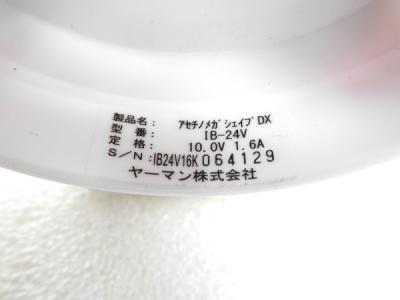 製品名： アセチノメガシェイプDX
型番： IB-24V
定格： 10.0V 1.6A
S/N：IB24V16K064129
ヤーマン株式会社